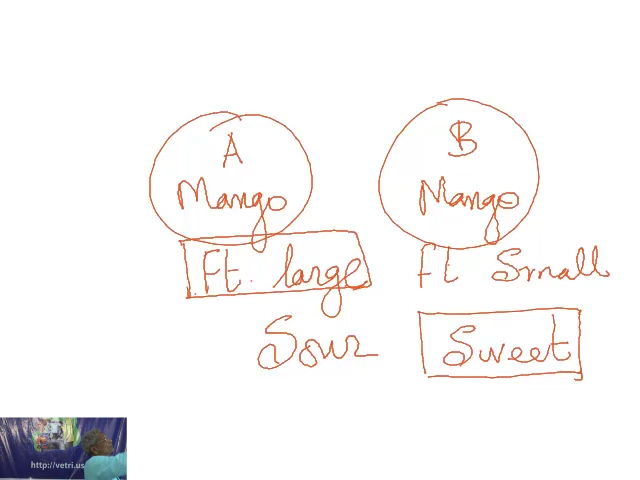 A
Mango
B
Mango
Ft. large
ft Small
Sour
Sweet
http://vetri.us